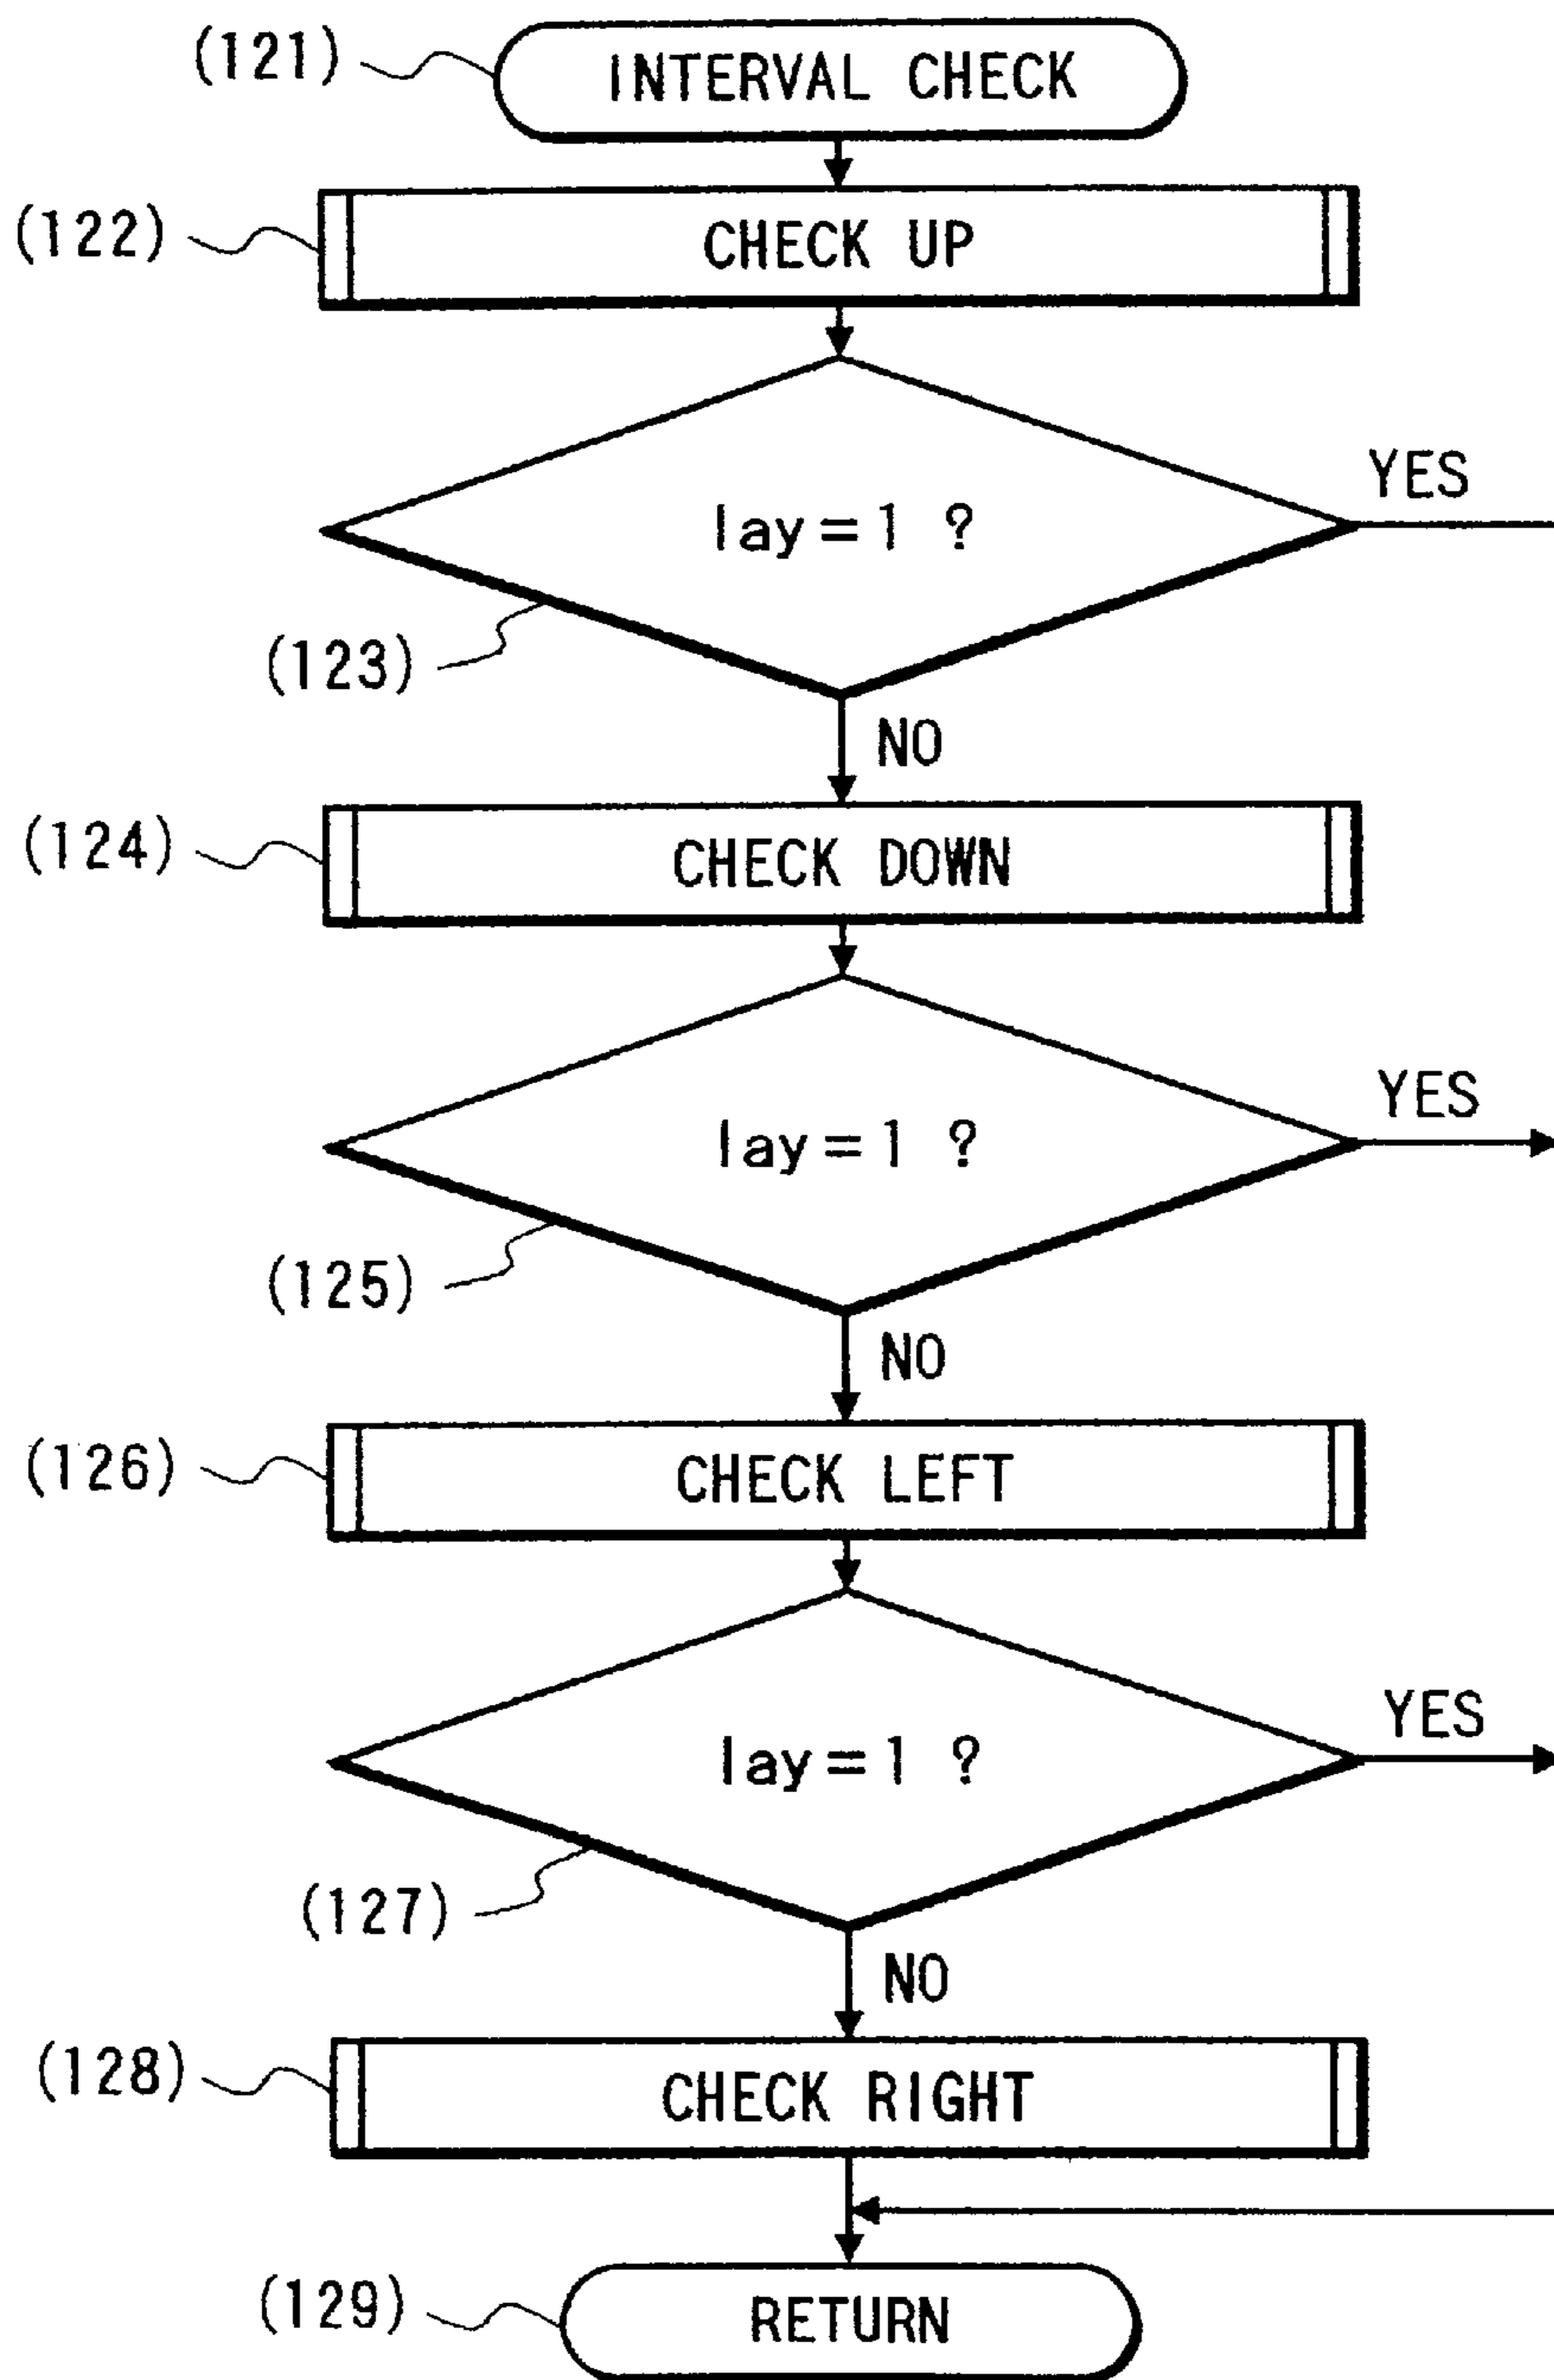 (121) INTERVAL CHECK
(122) CHECK UP
lay=1 ? YES
(123)
NO
(124) CHECK DOWN
lay=1 ? YES
(125)
NO
(126) CHECK LEFT
lay=1 ? YES
(127)
NO
(128) CHECK RIGHT
(129) RETURN